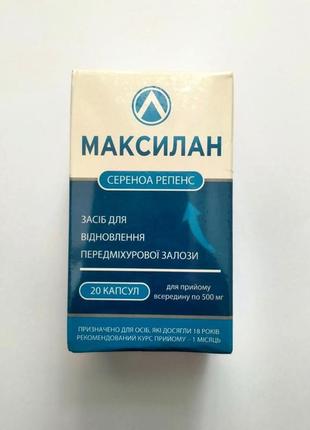 МАКСИЛАН
СЕРЕНОА РЕПЕНС
ЗАСІБ ДЛЯ
ВІДНОВЛЕННЯ
ПЕРЕДМІХУРОВОЇ ЗАЛОЗИ
20 КАПСУЛ
для прийому
всередину по 500 мг
ПРИЗНАЧЕНО ДЛЯ ОСІБ, ЯКІ ДОСЯГЛИ 18 РОКІВ
РЕКОМЕНДОВАНИЙ КУРС ПРИЙОМУ – 1 МІСЯЦЬ